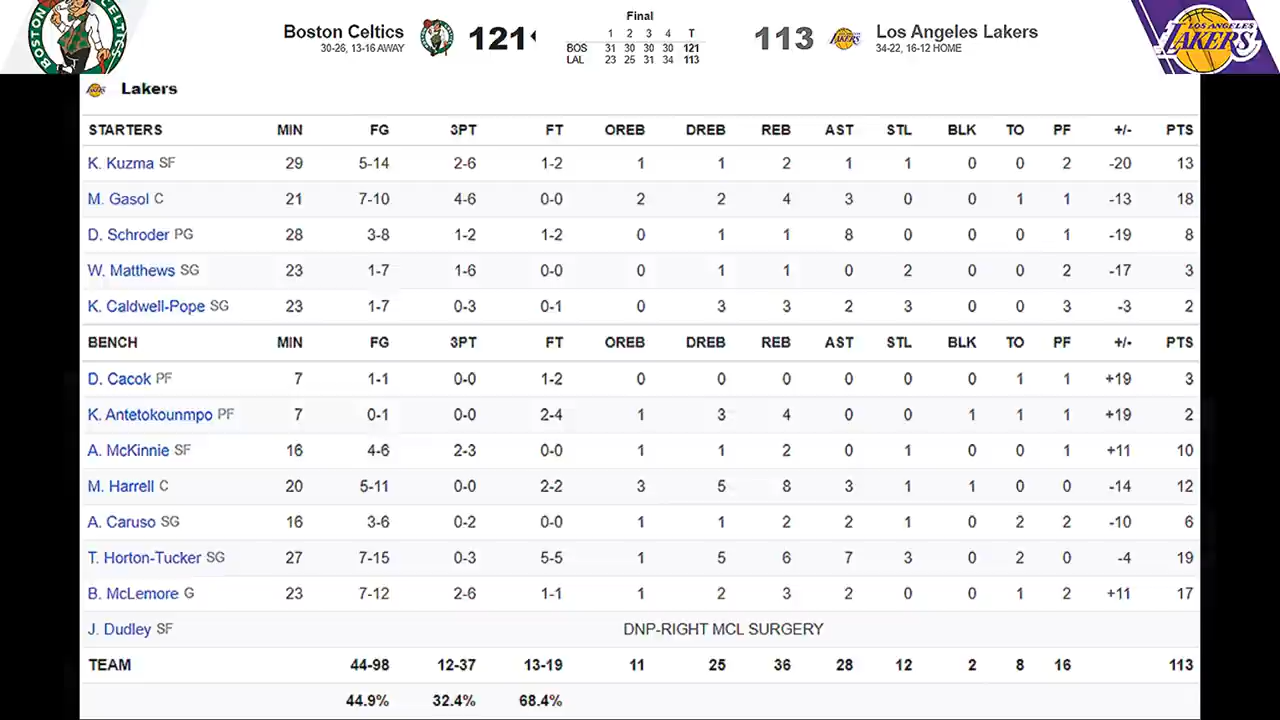 Final
Boston Celtics 121 1 2 3 4 T 113 Los Angeles Lakers
30-26, 13-16 AWAY BOS 31 30 30 30 121 34-22, 16-12 HOME
LAL 23 25 31 34 113
BOSTON CELTICS
LOS ANGELES LAKERS
Lakers
STARTERS MIN FG 3PT FT OREB DREB REB AST STL BLK TO PF +/- PTS
K. Kuzma SF 29 5-14 2-6 1-2 1 1 2 1 1 0 0 2 -20 13
M. Gasol C 21 7-10 4-6 0-0 2 2 4 3 0 0 1 1 -13 18
D. Schroder PG 28 3-8 1-2 1-2 0 1 1 8 0 0 0 1 -19 8
W. Matthews SG 23 1-7 1-6 0-0 0 1 1 0 2 0 0 2 -17 3
K. Caldwell-Pope SG 23 1-7 0-3 0-1 0 3 3 2 3 0 0 3 -3 2
BENCH MIN FG 3PT FT OREB DREB REB AST STL BLK TO PF +/- PTS
D. Cacok PF 7 1-1 0-0 1-2 0 0 0 0 0 0 1 1 +19 3
K. Antetokounmpo PF 7 0-1 0-0 2-4 1 3 4 0 0 1 1 1 +19 2
A. McKinnie SF 16 4-6 2-3 0-0 1 1 2 0 1 0 0 1 +11 10
M. Harrell C 20 5-11 0-0 2-2 3 5 8 3 1 1 0 0 -14 12
A. Caruso SG 16 3-6 0-2 0-0 1 1 2 2 1 0 2 2 -10 6
T. Horton-Tucker SG 27 7-15 0-3 5-5 1 5 6 7 3 0 2 0 -4 19
B. McLemore G 23 7-12 2-6 1-1 1 2 3 2 0 0 1 2 +11 17
J. Dudley SF DNP-RIGHT MCL SURGERY
TEAM 44-98 12-37 13-19 11 25 36 28 12 2 8 16 113
44.9% 32.4% 68.4%